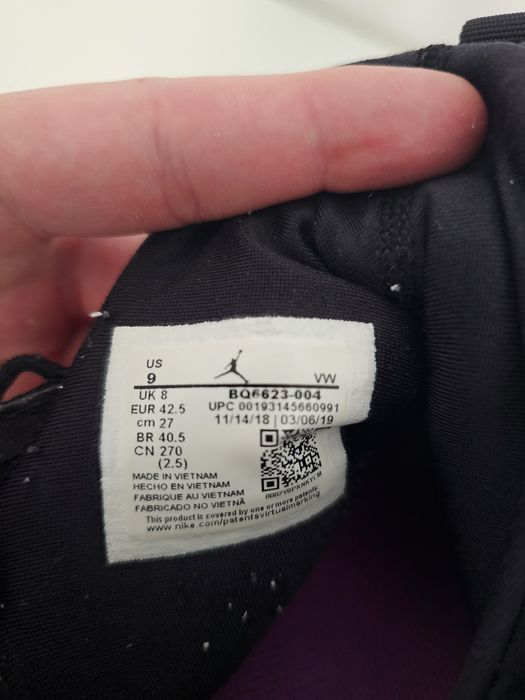 US
9 VW
UK 8 BQ6623-004
EUR 42.5 UPC 00193145660991
cm 27 11/14/18 | 03/06/19
BR 40.5
CN 270
(2.5)
MADE IN VIETNAM
HECHO EN VIETNAM
FABRIQUE AU VIETNAM
FABRICADO NO VIETNÃ
This product is covered by one or more patents:
www.nike.com/patentsvirtualmarking